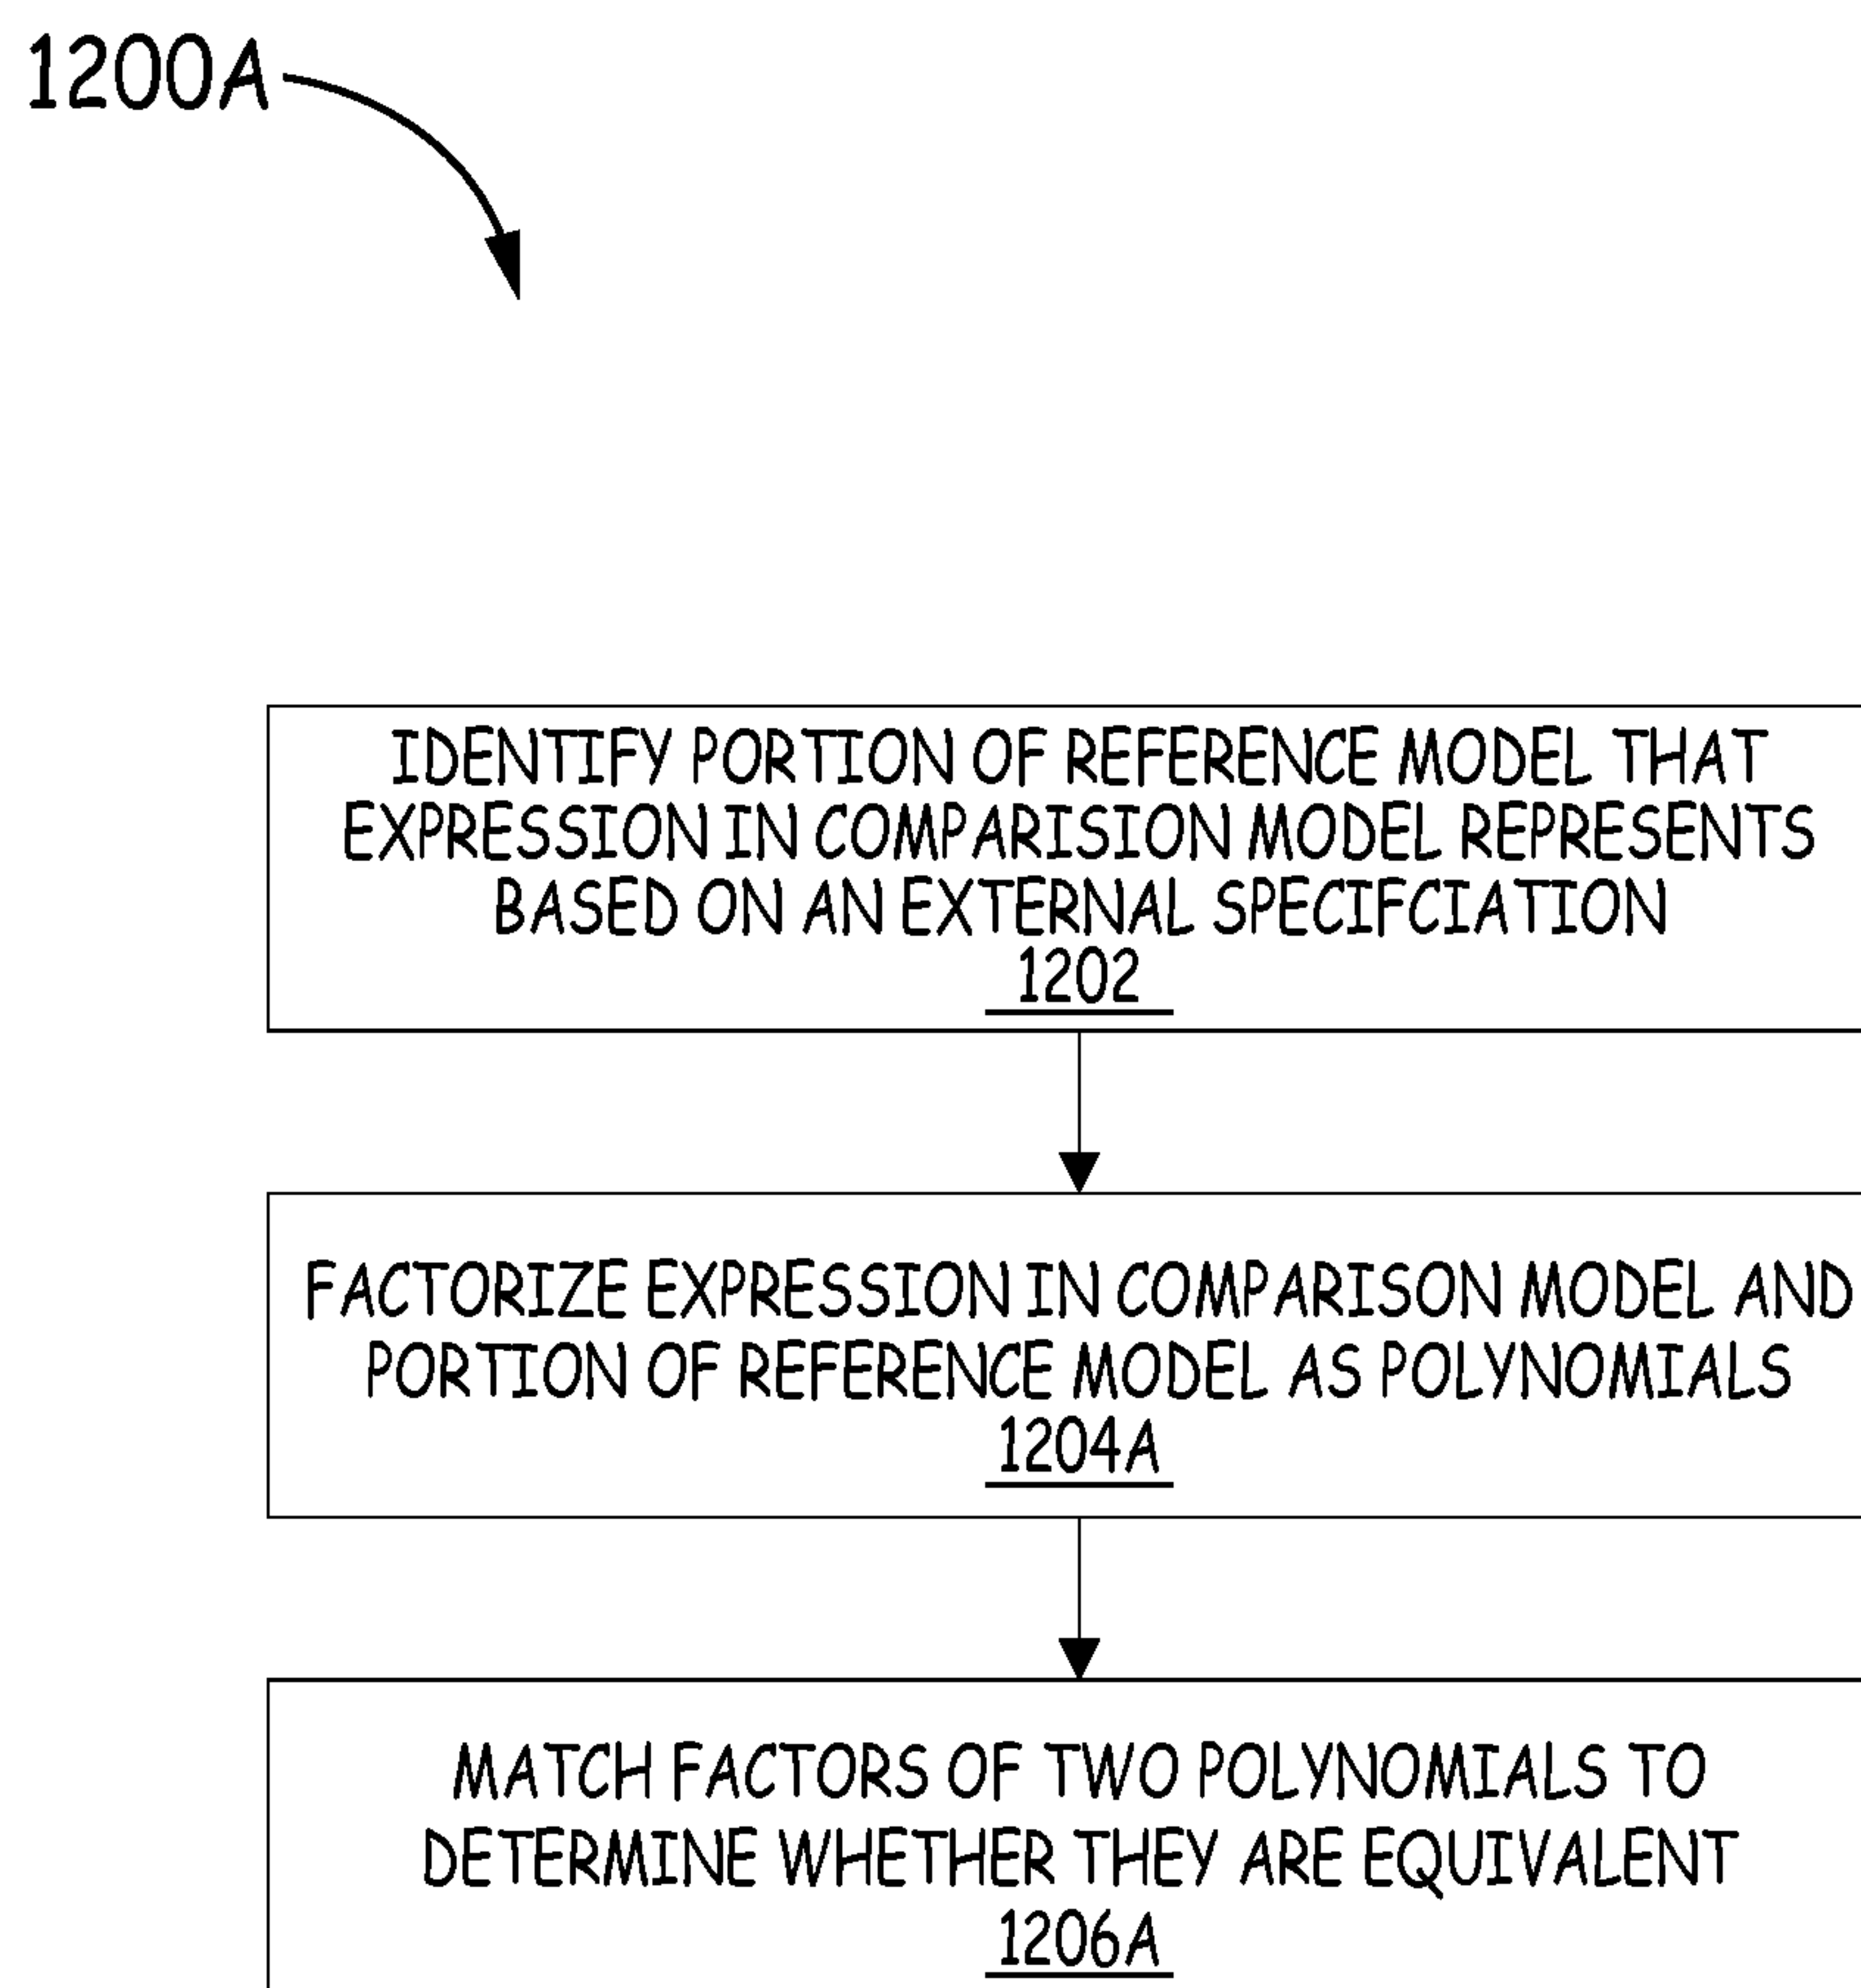 1200A
IDENTIFY PORTION OF REFERENCE MODEL THAT
EXPRESSION IN COMPARISION MODEL REPRESENTS
BASED ON AN EXTERNAL SPECIFCIATION
1202
FACTORIZE EXPRESSION IN COMPARISON MODEL AND
PORTION OF REFERENCE MODEL AS POLYNOMIALS
1204A
MATCH FACTORS OF TWO POLYNOMIALS TO
DETERMINE WHETHER THEY ARE EQUIVALENT
1206A